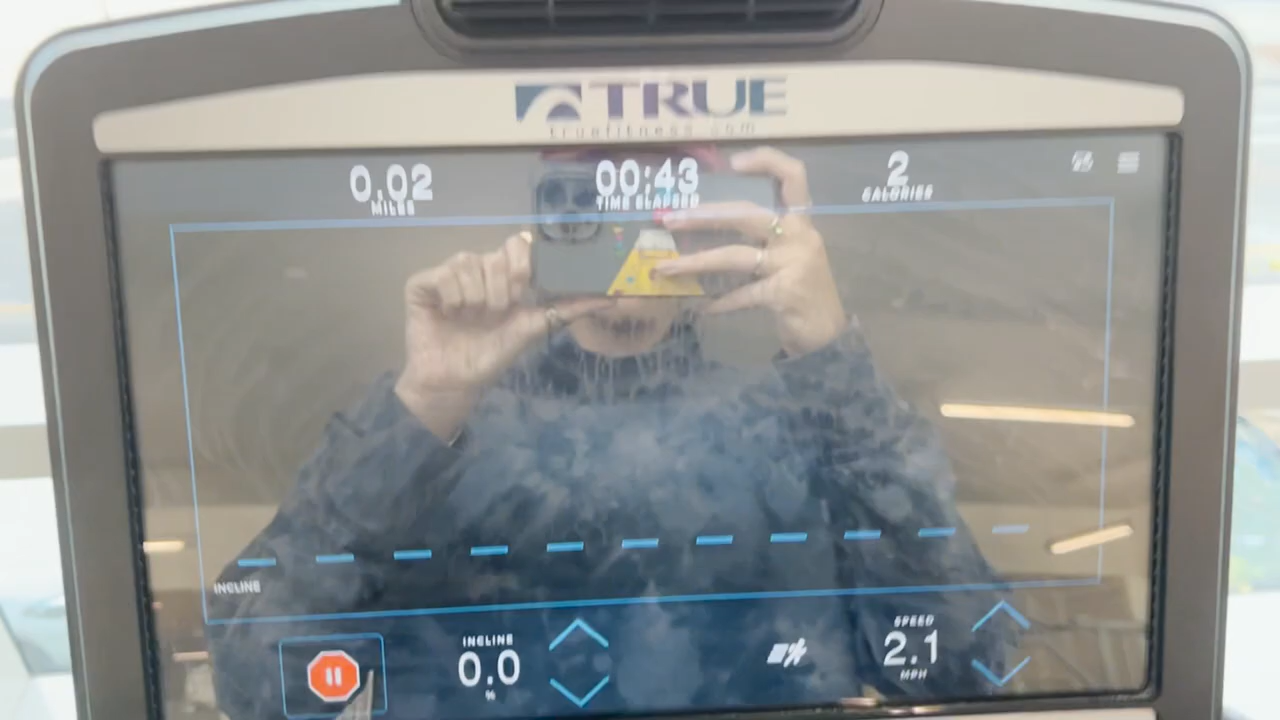 TRUE
truefitness.com
0.02
MILES
00:43
TIME ELAPSED
2
CALORIES
INCLINE
INCLINE
0.0
%
SPEED
2.1
MPH